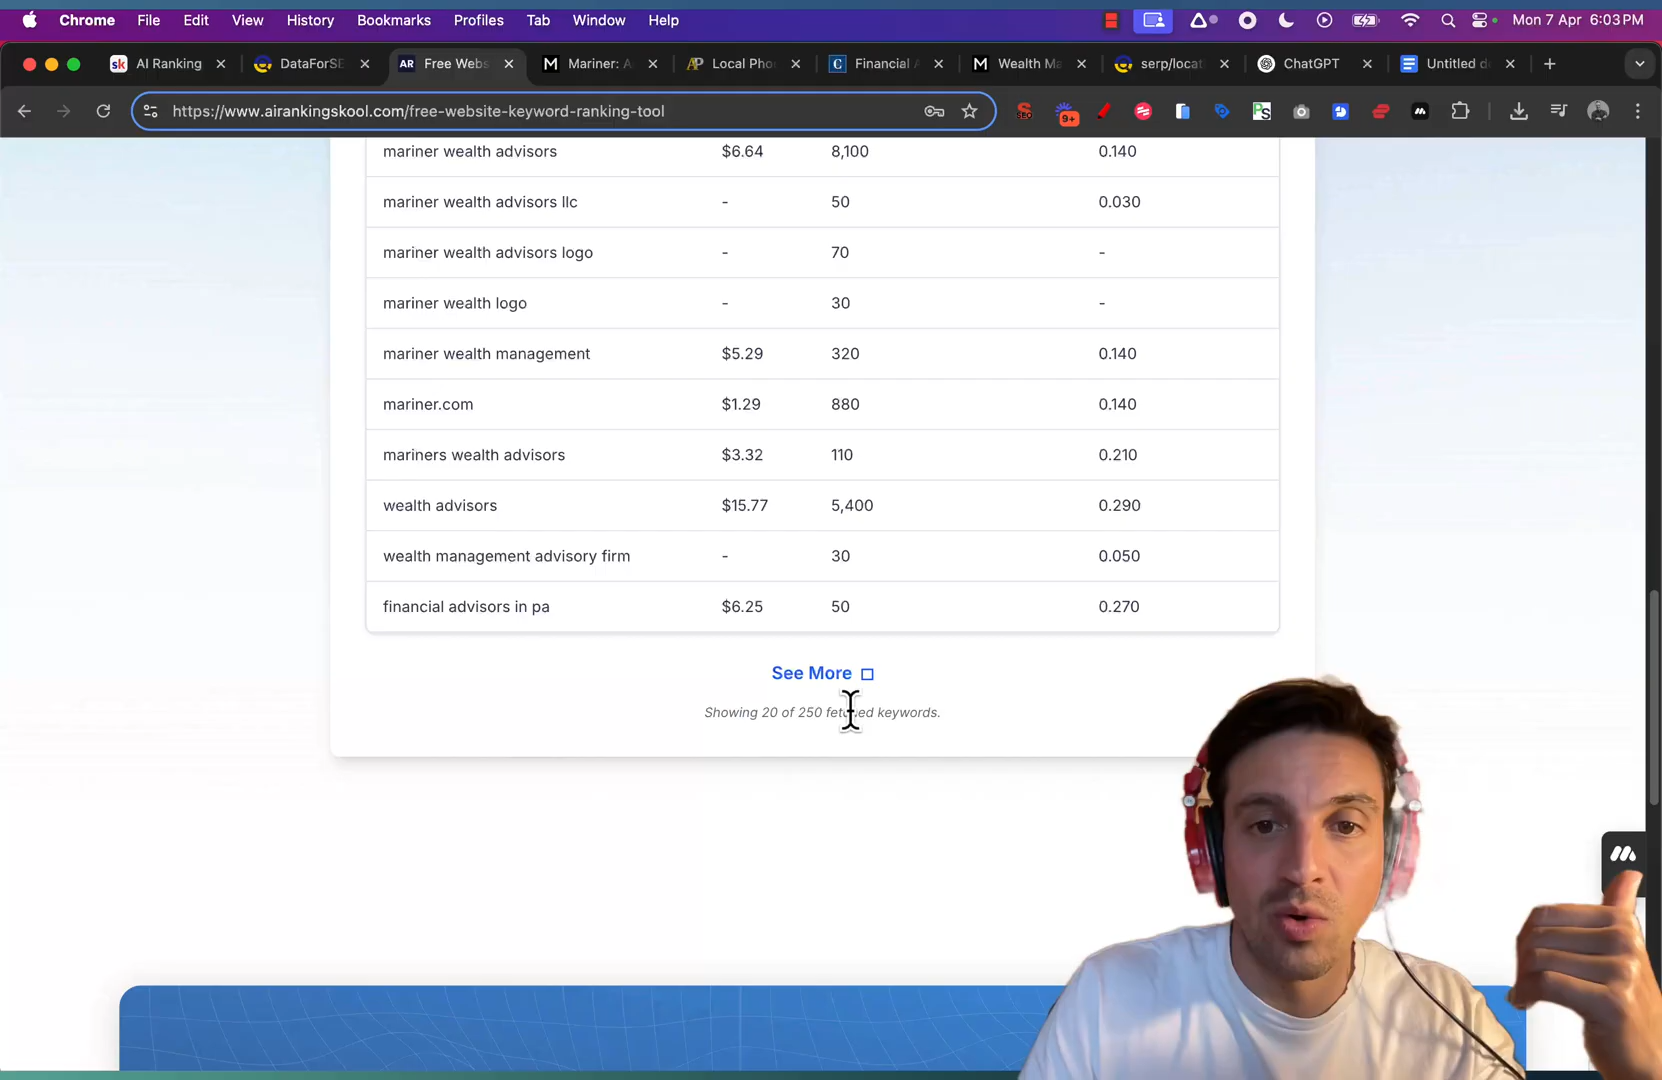 Chrome File Edit View History Bookmarks Profiles Tab Window Help Mon 7 Apr 6:03 PM
sk AI Ranking DataForSE AR Free Webs M Mariner: A AP Local Pho C Financial A M Wealth Ma serp/locat ChatGPT Untitled d
https://www.airankingskool.com/free-website-keyword-ranking-tool SEO 9+
mariner wealth advisors $6.64 8,100 0.140
mariner wealth advisors llc - 50 0.030
mariner wealth advisors logo - 70 -
mariner wealth logo - 30 -
mariner wealth management $5.29 320 0.140
mariner.com $1.29 880 0.140
mariners wealth advisors $3.32 110 0.210
wealth advisors $15.77 5,400 0.290
wealth management advisory firm - 30 0.050
financial advisors in pa $6.25 50 0.270
See More
Showing 20 of 250 fetched keywords.